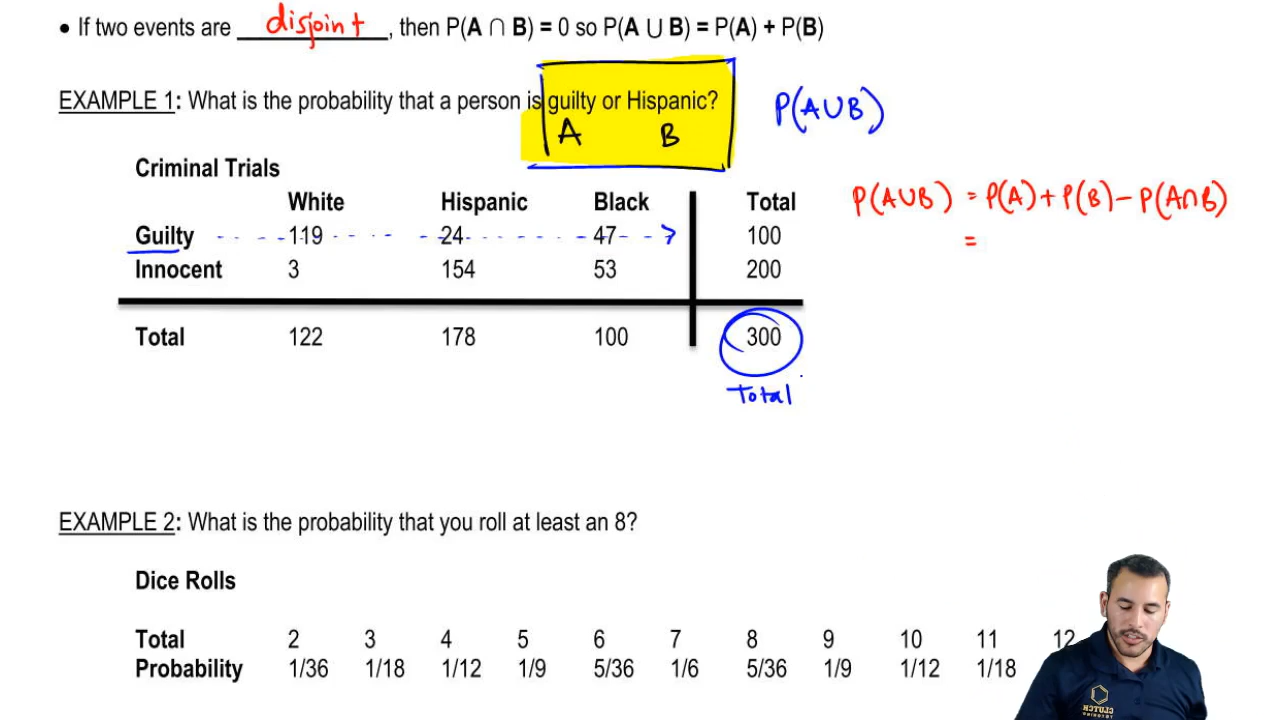 • If two events are disjoint, then P(A ∩ B) = 0 so P(A ∪ B) = P(A) + P(B)
EXAMPLE 1: What is the probability that a person is guilty or Hispanic?
P(A∪B)
A B
Criminal Trials
White Hispanic Black Total
P(A∪B) = P(A) + P(B) - P(A∩B)
Guilty 119 24 47 100
=
Innocent 3 154 53 200
Total 122 178 100 300
Total
EXAMPLE 2: What is the probability that you roll at least an 8?
Dice Rolls
Total 2 3 4 5 6 7 8 9 10 11 12
Probability 1/36 1/18 1/12 1/9 5/36 1/6 5/36 1/9 1/12 1/18